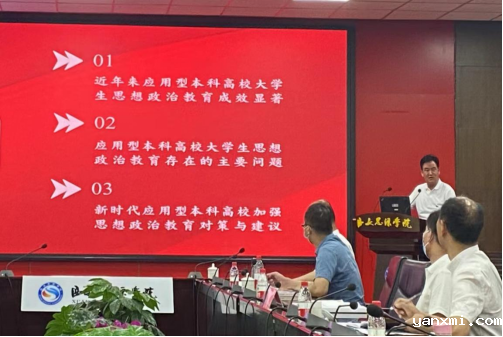 01
近年来应用型本科高校大学
生思想政治教育成效显著
02
应用型本科高校大学生思想
政治教育存在的主要问题
03
新时代应用型本科高校加强
思想政治教育对策与建议
yanxmi.com